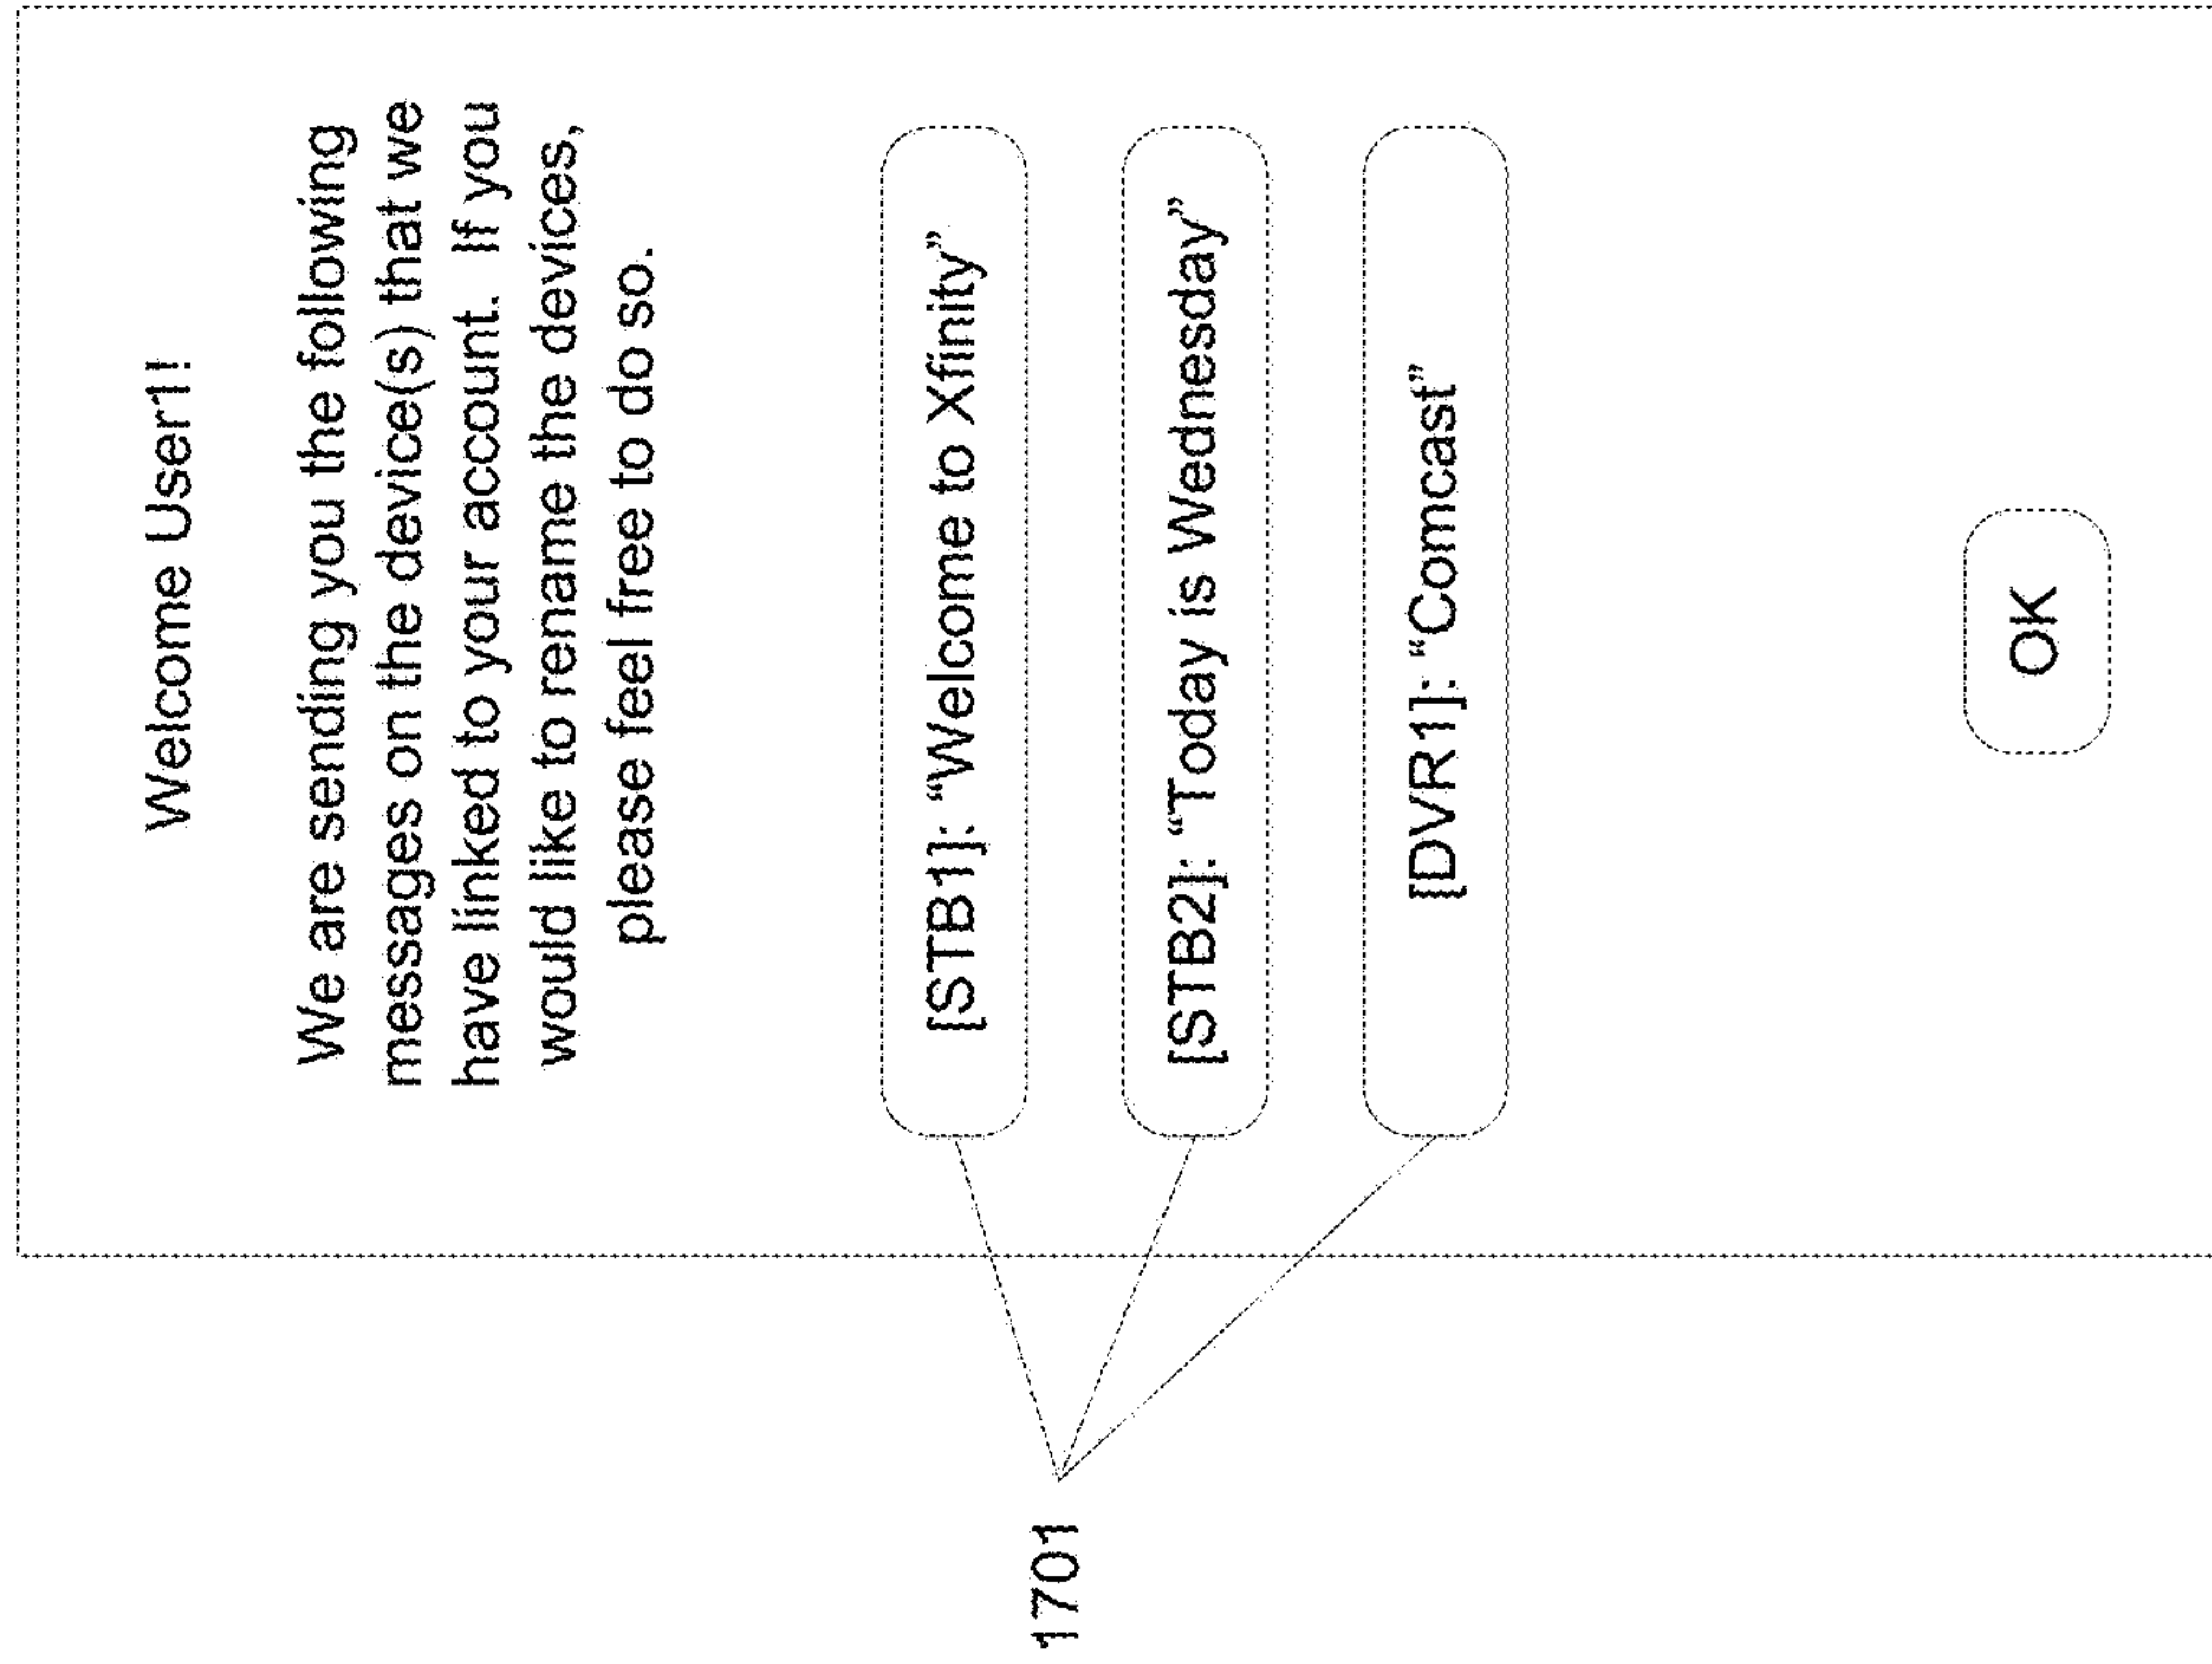 Welcome User1!
We are sending you the following
messages on the device(s) that we
have linked to your account. If you
would like to rename the devices,
please feel free to do so.
[STB1]: “Welcome to Xfinity”
[STB2]: “Today is Wednesday”
[DVR1]: “Comcast”
OK
1701